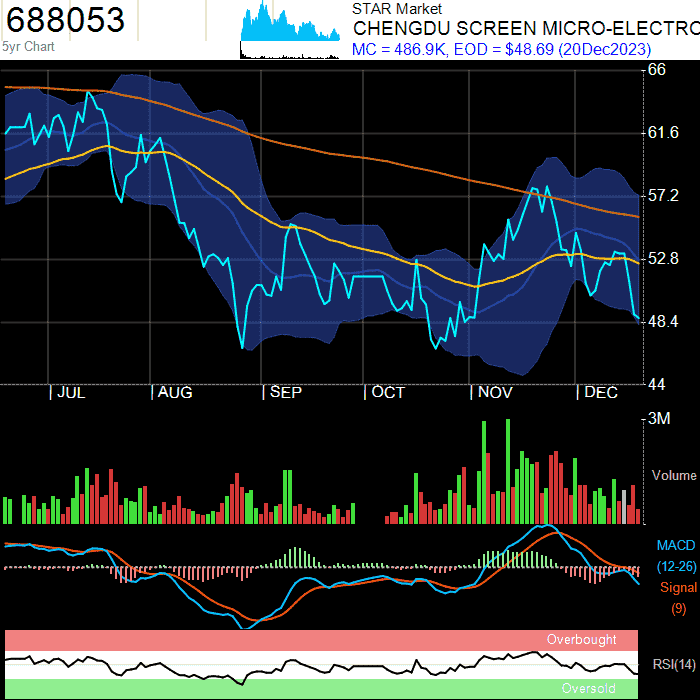 688053
5yr Chart
STAR Market
CHENGDU SCREEN MICRO-ELECTRO
MC = 486.9K, EOD = $48.69 (20Dec2023)
66
61.6
57.2
52.8
48.4
44
| JUL | AUG | SEP | OCT | NOV | DEC
3M
Volume
MACD
(12-26)
Signal
(9)
Overbought
RSI(14)
Oversold